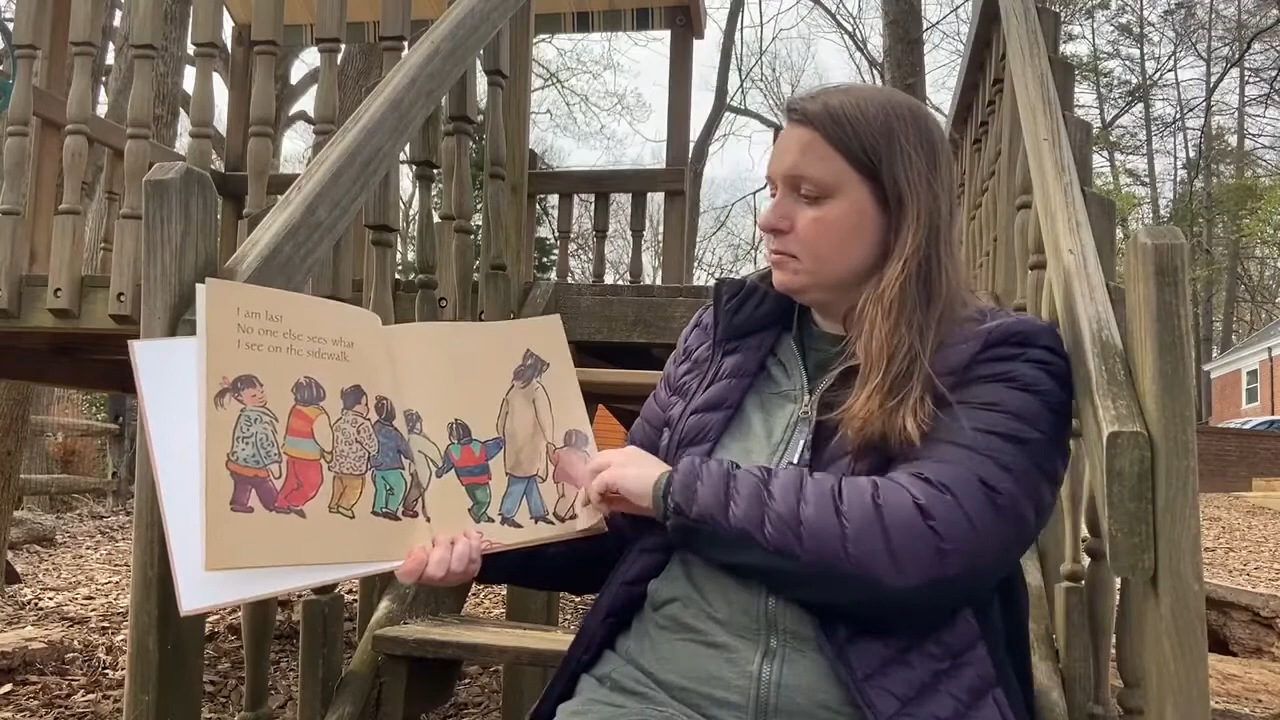 I am last
No one else sees what
I see on the sidewalk.